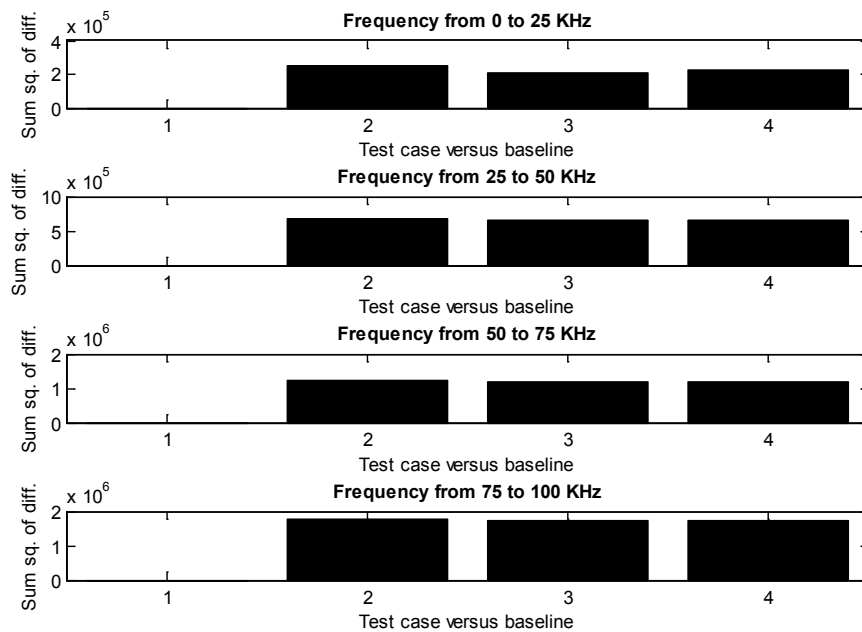 Frequency from 0 to 25 KHz
x 10^5
Sum sq. of diff.
4
2
0
1 2 3 4
Test case versus baseline
Frequency from 25 to 50 KHz
x 10^5
Sum sq. of diff.
10
5
0
1 2 3 4
Test case versus baseline
Frequency from 50 to 75 KHz
x 10^6
Sum sq. of diff.
2
1
0
1 2 3 4
Test case versus baseline
Frequency from 75 to 100 KHz
x 10^6
Sum sq. of diff.
2
1
0
1 2 3 4
Test case versus baseline